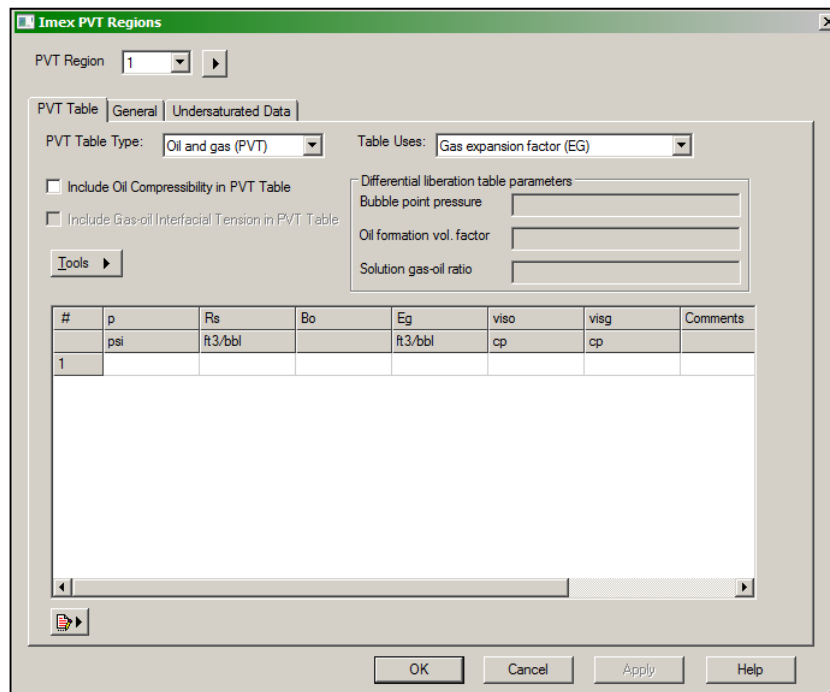 Imex PVT Regions
PVT Region 1
PVT Table General Undersaturated Data
PVT Table Type: Oil and gas (PVT) Table Uses: Gas expansion factor (EG)
Include Oil Compressibility in PVT Table
Include Gas-oil Interfacial Tension in PVT Table
Tools
Differential liberation table parameters
Bubble point pressure
Oil formation vol. factor
Solution gas-oil ratio
# p Rs Bo Eg viso visg Comments
psi ft3/bbl ft3/bbl cp cp
1
OK Cancel Apply Help